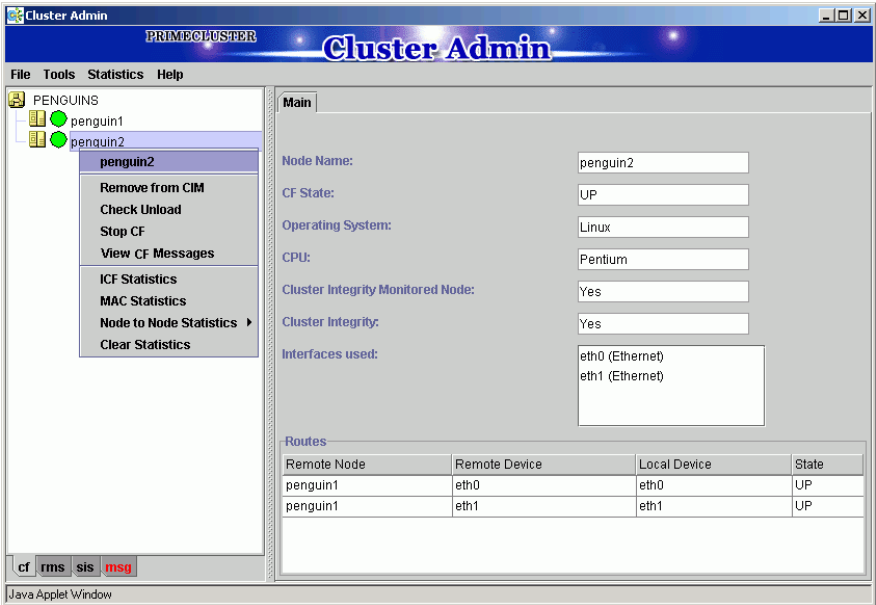 Cluster Admin
PRIMECLUSTER
Cluster Admin
File Tools Statistics Help
PENGUINS
penguin1
penguin2
penguin2
Remove from CIM
Check Unload
Stop CF
View CF Messages
ICF Statistics
MAC Statistics
Node to Node Statistics
Clear Statistics
cf rms sis msg
Main
Node Name: penguin2
CF State: UP
Operating System: Linux
CPU: Pentium
Cluster Integrity Monitored Node: Yes
Cluster Integrity: Yes
Interfaces used: eth0 (Ethernet)
eth1 (Ethernet)
Routes
Remote Node Remote Device Local Device State
penguin1 eth0 eth0 UP
penguin1 eth1 eth1 UP
Java Applet Window